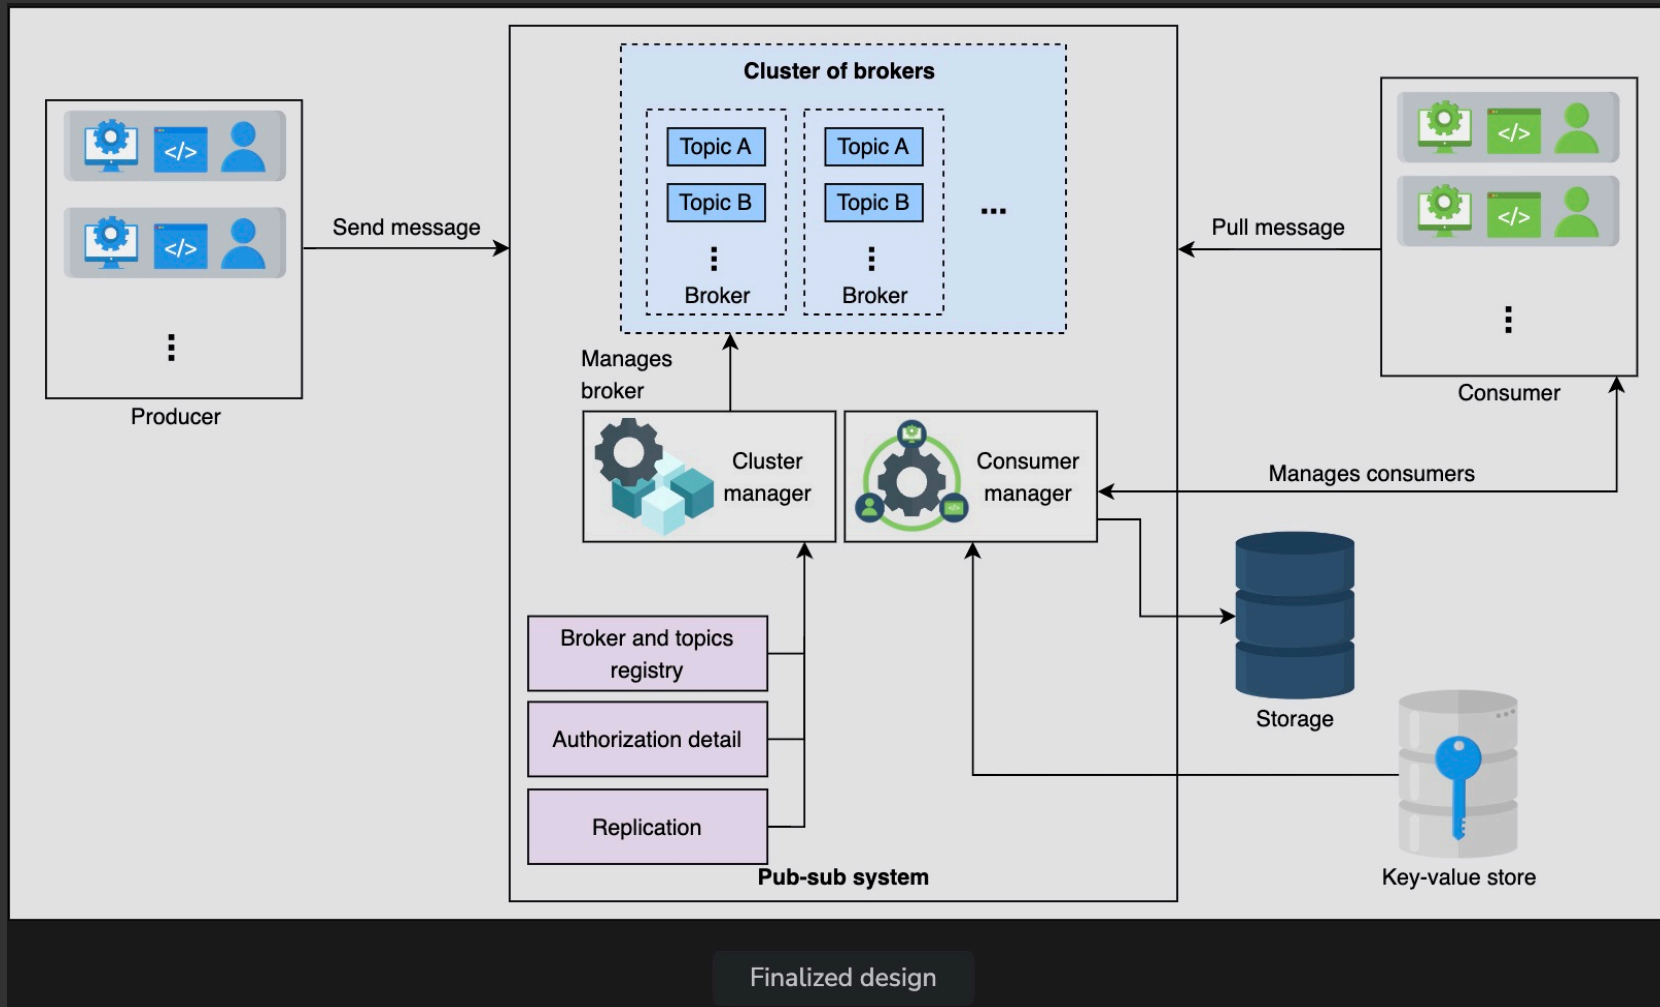 Cluster of brokers
Topic A
Topic B
Broker
Topic A
Topic B
Broker
...
</>
</>
Producer
Send message
Pull message
</>
</>
Consumer
Manages
broker
Cluster
manager
Consumer
manager
Manages consumers
Broker and topics
registry
Authorization detail
Replication
Storage
Key-value store
Pub-sub system
Finalized design